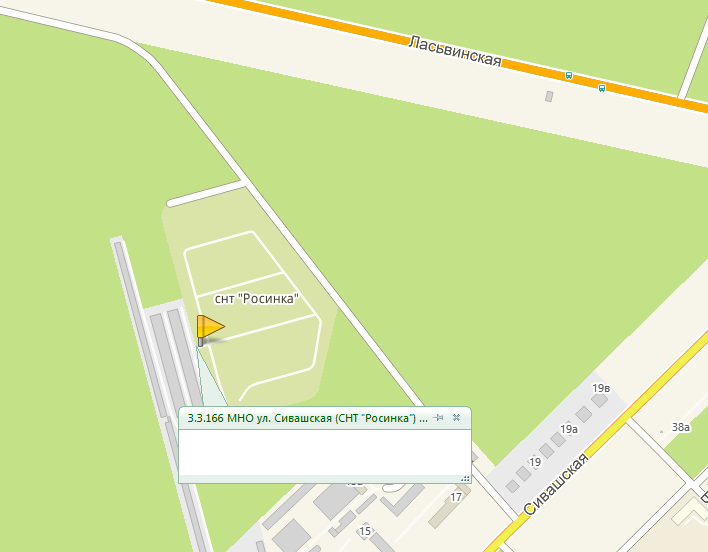 Ласьвинская
снт "Росинка"
3.3.166 МНО ул. Сивашская (СНТ "Росинка") ...
19в
19а
38а
19
Сивашская
17
15